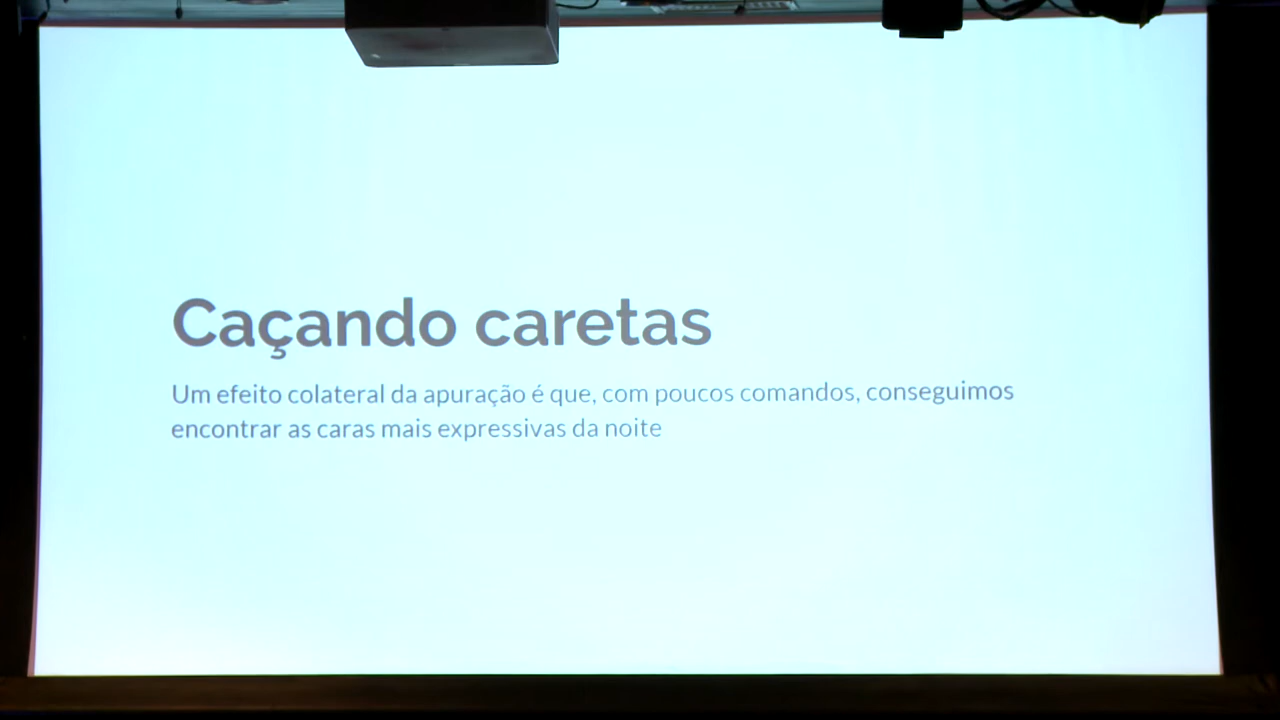 Caçando caretas
Um efeito colateral da apuração é que, com poucos comandos, conseguimos
encontrar as caras mais expressivas da noite